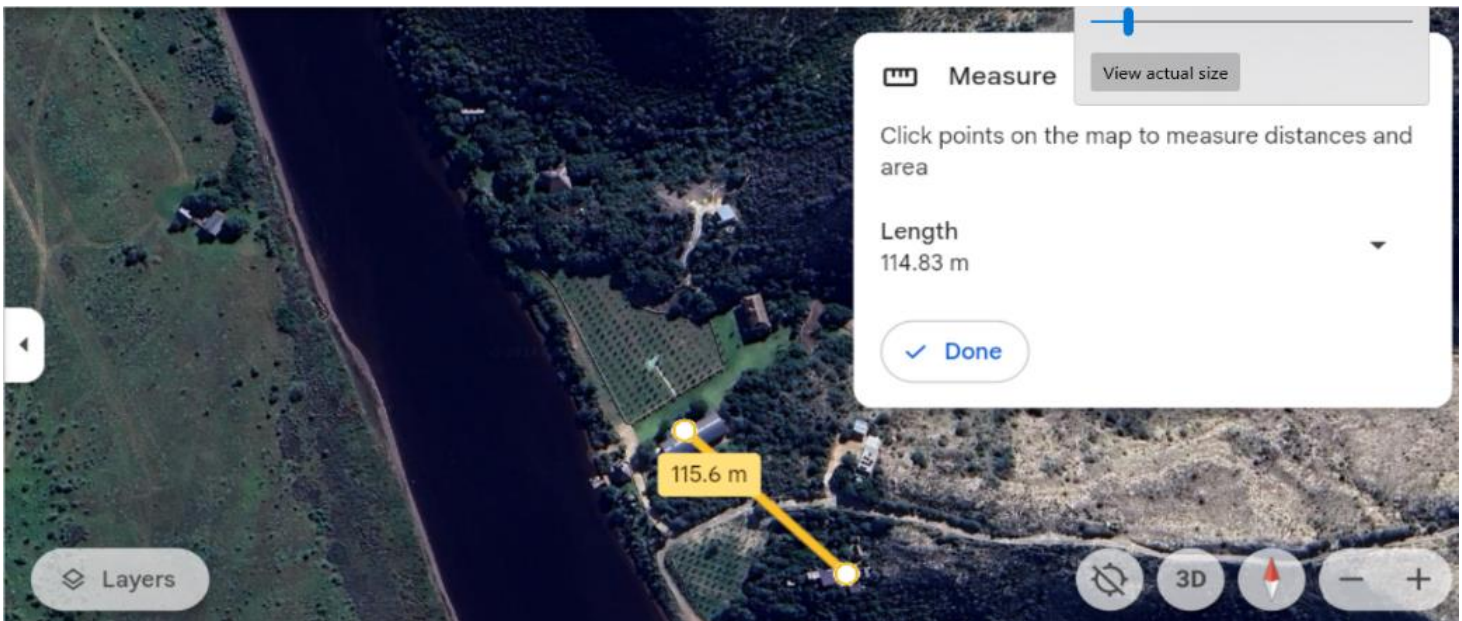 View actual size
Measure
Click points on the map to measure distances and
area
Length
114.83 m
Done
115.6 m
Layers
3D